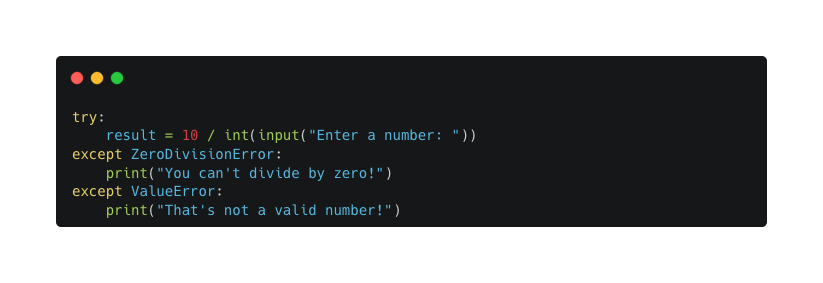 try:
    result = 10 / int(input("Enter a number: "))
except ZeroDivisionError:
    print("You can't divide by zero!")
except ValueError:
    print("That's not a valid number!")